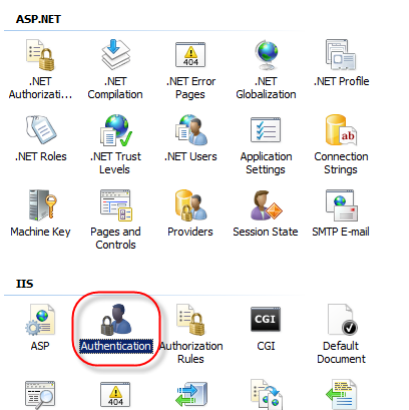 ASP.NET
404
.NET Authorizati...
.NET Compilation
.NET Error Pages
.NET Globalization
.NET Profile
ab
.NET Roles
.NET Trust Levels
.NET Users
Application Settings
Connection Strings
Machine Key
Pages and Controls
Providers
Session State
SMTP E-mail
IIS
CGI
ASP
Authentication
Authorization Rules
CGI
Default Document
404